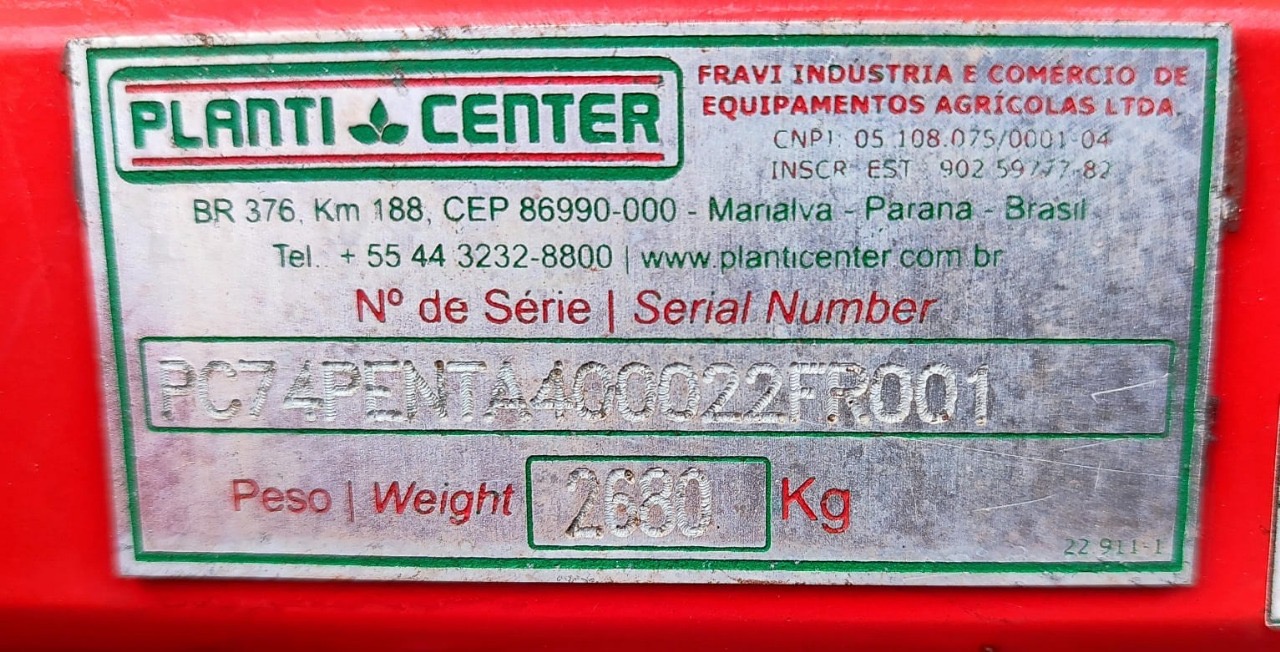 PLANTI CENTER
FRAVI INDUSTRIA E COMÉRCIO DE
EQUIPAMENTOS AGRÍCOLAS LTDA.
CNPJ: 05.108.075/0001-04
INSCR EST 902 59777-82
BR 376, Km 188, CEP 86990-000 - Marialva - Parana - Brasil
Tel. + 55 44 3232-8800 | www.planticenter.com.br
Nº de Série | Serial Number
PC74PENTA400022FR001
Peso | Weight 2680 Kg
22 911-1